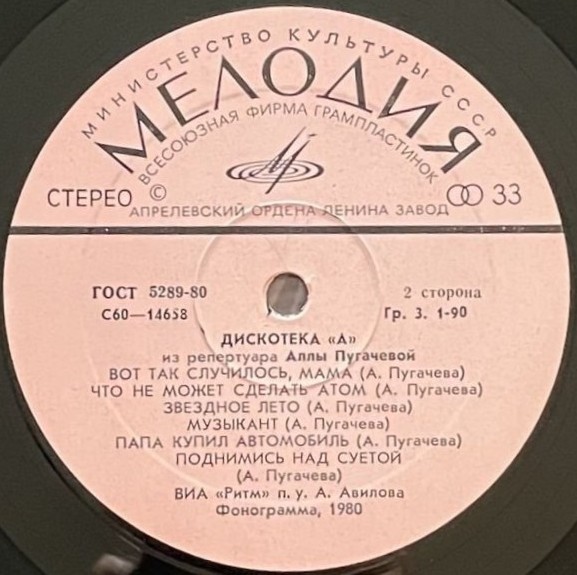 МИНИСТЕРСТВО КУЛЬТУРЫ СССР
МЕЛОДИЯ
ВСЕСОЮЗНАЯ ФИРМА ГРАМПЛАСТИНОК
СТЕРЕО © 33
АПРЕЛЕВСКИЙ ОРДЕНА ЛЕНИНА ЗАВОД
ГОСТ 5289-80 2 сторона
С60—14658 Гр. 3. 1-90
ДИСКОТЕКА «А»
из репертуара Аллы Пугачевой
ВОТ ТАК СЛУЧИЛОСЬ, МАМА (А. Пугачева)
ЧТО НЕ МОЖЕТ СДЕЛАТЬ АТОМ (А. Пугачева)
ЗВЕЗДНОЕ ЛЕТО (А. Пугачева)
МУЗЫКАНТ (А. Пугачева)
ПАПА КУПИЛ АВТОМОБИЛЬ (А. Пугачева)
ПОДНИМИСЬ НАД СУЕТОЙ
(А. Пугачева)
ВИА «Ритм» п. у. А. Авилова
Фонограмма, 1980